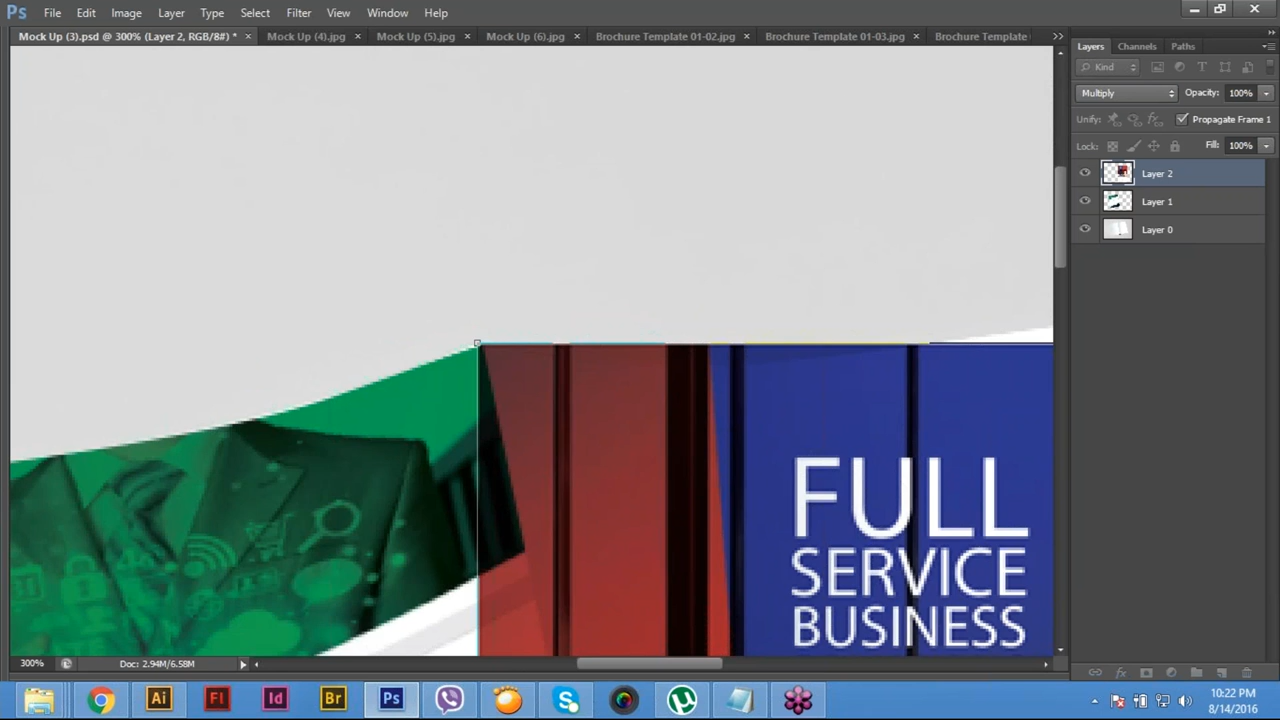 Ps File Edit Image Layer Type Select Filter View Window Help
Mock Up (3).psd @ 300% (Layer 2, RGB/8#) * × Mock Up (4).jpg × Mock Up (5).jpg × Mock Up (6).jpg × Brochure Template 01-02.jpg × Brochure Template 01-03.jpg × Brochure Template >>
Layers Channels Paths
Kind
Multiply Opacity: 100%
Unify: Propagate Frame 1
Lock: Fill: 100%
Layer 2
Layer 1
Layer 0
FULL
SERVICE
BUSINESS
300% Doc: 2.94M/6.58M
Ai Fl Id Br Ps
10:22 PM
8/14/2016